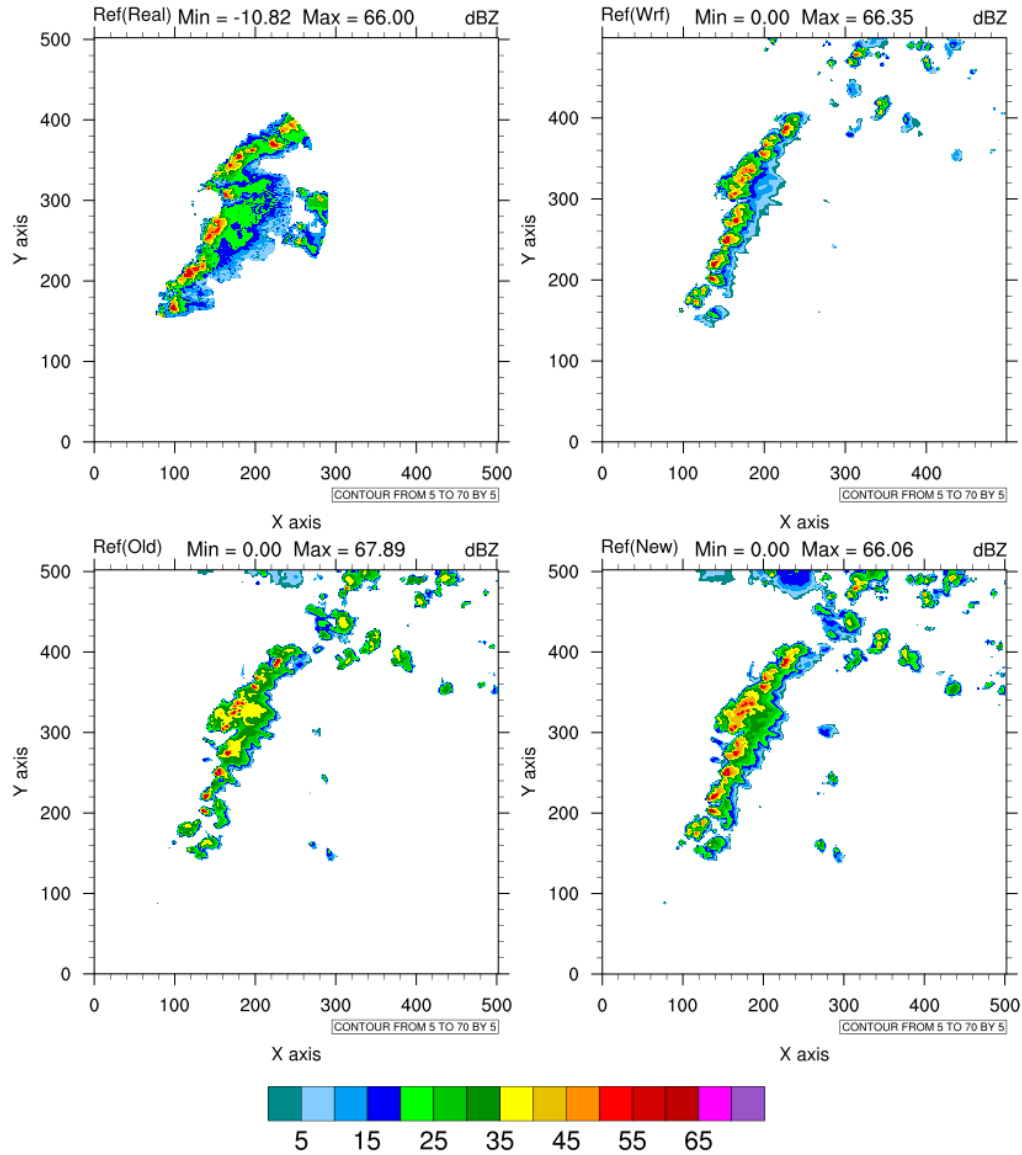 Ref(Real) Min = -10.82 Max = 66.00 dBZ
Y axis
500
400
300
200
100
0
0 100 200 300 400 500
CONTOUR FROM 5 TO 70 BY 5
X axis
Ref(Wrf) Min = 0.00 Max = 66.35 dBZ
Y axis
400
300
200
100
0
0 100 200 300 400
CONTOUR FROM 5 TO 70 BY 5
X axis
Ref(Old) Min = 0.00 Max = 67.89 dBZ
Y axis
500
400
300
200
100
0
0 100 200 300 400 500
CONTOUR FROM 5 TO 70 BY 5
X axis
Ref(New) Min = 0.00 Max = 66.06 dBZ
Y axis
500
400
300
200
100
0
0 100 200 300 400 500
CONTOUR FROM 5 TO 70 BY 5
X axis
5 15 25 35 45 55 65